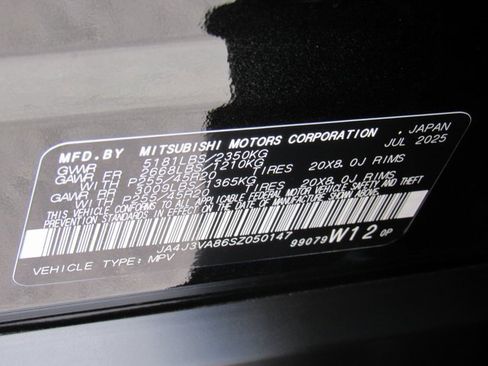 MFD.BY MITSUBISHI MOTORS CORPORATION, JAPAN
GVWR 5181LBS/2350KG JUL 2025
GAWR FR 2668LBS/1210KG
WITH P255/45R20 TIRES 20X8.0J RIMS
GAWR RR 3009LBS/1365KG
WITH P255/45R20 TIRES 20X8.0J RIMS
THIS VEHICLE CONFORMS TO ALL APPLICABLE FEDERAL MOTOR VEHICLE SAFETY, BUMPER, AND THEFT
PREVENTION STANDARDS IN EFFECT ON THE DATE OF MANUFACTURE SHOWN ABOVE.
JA4J3VA86SZ050147
VEHICLE TYPE: MPV 99079 W12 0P